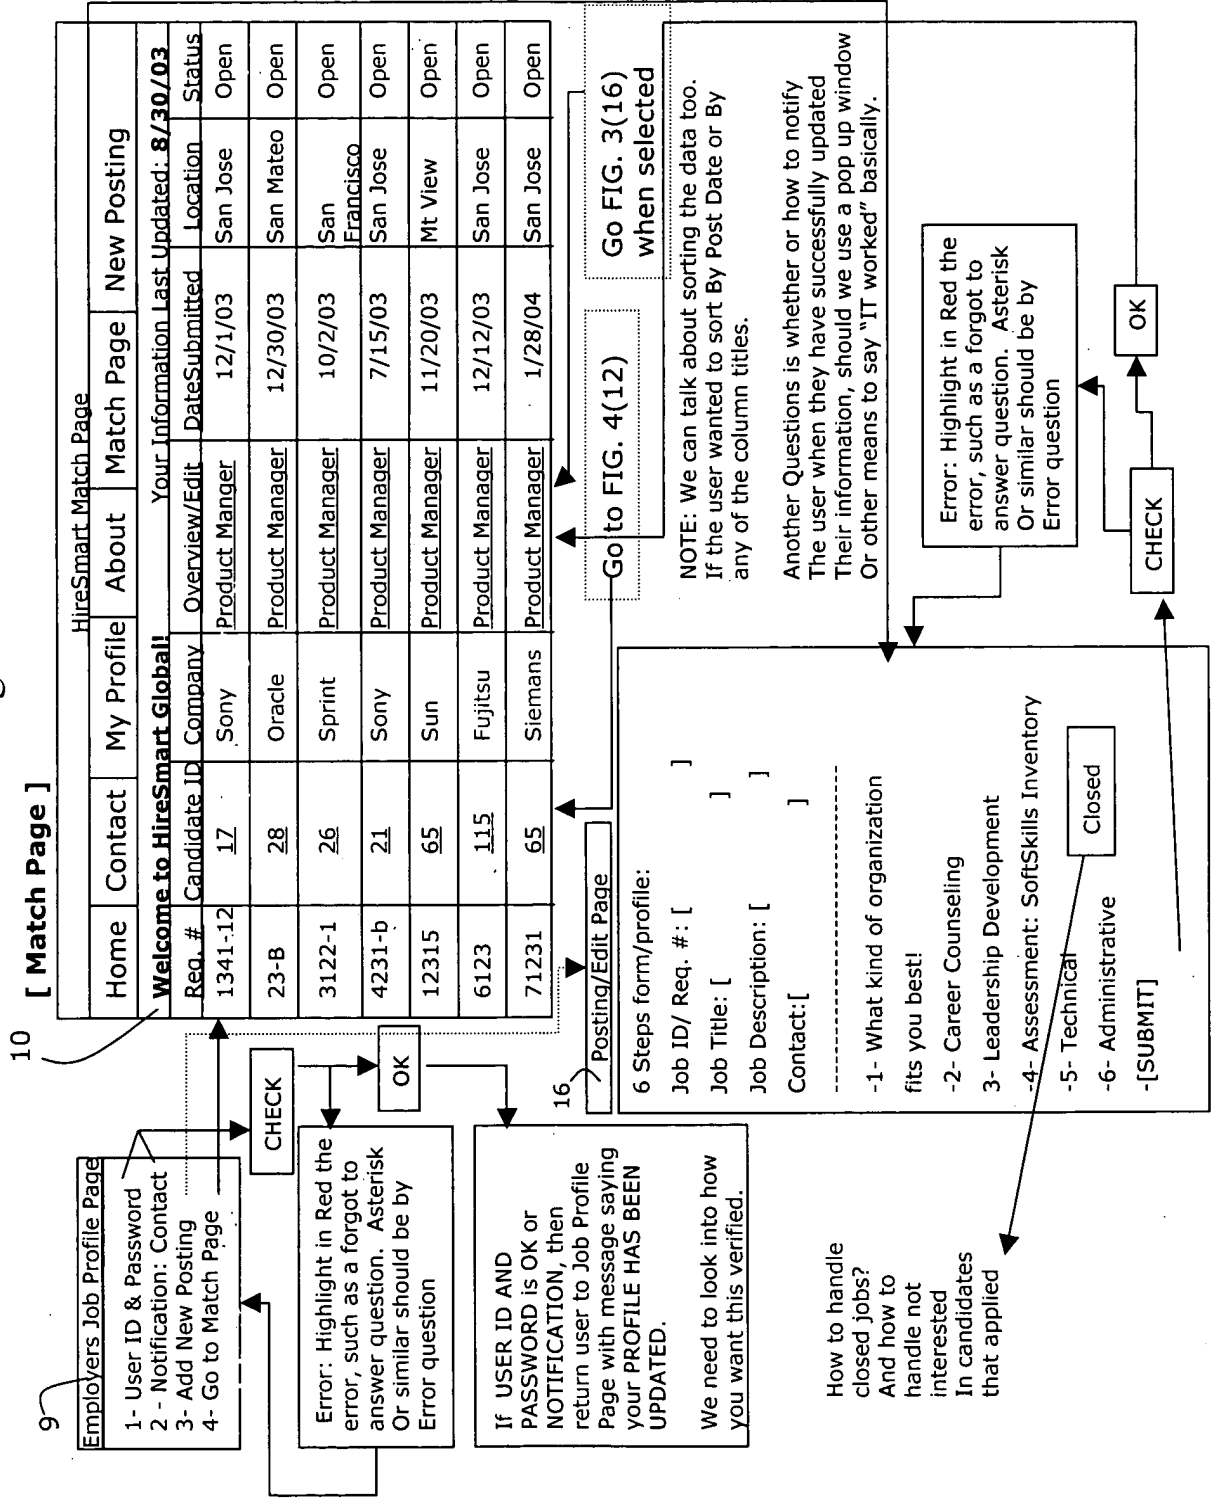 [ Match Page ]
10
HireSmart Match Page
Home Contact My Profile About Match Page New Posting
Welcome to HireSmart Global! Your Information Last Updated: 8/30/03
Req. # Candidate ID Company Overview/Edit DateSubmitted Location Status
1341-12 17 Sony Product Manger 12/1/03 San Jose Open
23-B 28 Oracle Product Manager 12/30/03 San Mateo Open
3122-1 26 Sprint Product Manager 10/2/03 San Francisco Open
4231-b 21 Sony Product Manager 7/15/03 San Jose Open
12315 65 Sun Product Manager 11/20/03 Mt View Open
6123 115 Fujitsu Product Manager 12/12/03 San Jose Open
71231 65 Siemans Product Manager 1/28/04 San Jose Open
9
Employers Job Profile Page
1- User ID & Password
2 - Notification: Contact
3- Add New Posting
4- Go to Match Page
CHECK
OK
Error: Highlight in Red the
error, such as a forgot to
answer question. Asterisk
Or similar should be by
Error question
If USER ID AND
PASSWORD is OK or
NOTIFICATION, then
return user to Job Profile
Page with message saying
your PROFILE HAS BEEN
UPDATED.
We need to look into how
you want this verified.
Go to FIG. 4(12)
Go FIG. 3(16)
when selected
16
Posting/Edit Page
6 Steps form/profile:
Job ID/ Req. #: [ ]
Job Title: [ ]
Job Description: [ ]
Contact:[ ]
-----------------------------
-1- What kind of organization
fits you best!
-2- Career Counseling
3- Leadership Development
-4- Assessment: SoftSkills Inventory
-5- Technical
-6- Administrative
-[SUBMIT]
Closed
NOTE: We can talk about sorting the data too.
If the user wanted to sort By Post Date or By
any of the column titles.
Another Questions is whether or how to notify
The user when they have successfully updated
Their information, should we use a pop up window
Or other means to say “IT worked” basically.
Error: Highlight in Red the
error, such as a forgot to
answer question. Asterisk
Or similar should be by
Error question
CHECK
OK
How to handle
closed jobs?
And how to
handle not
interested
In candidates
that applied